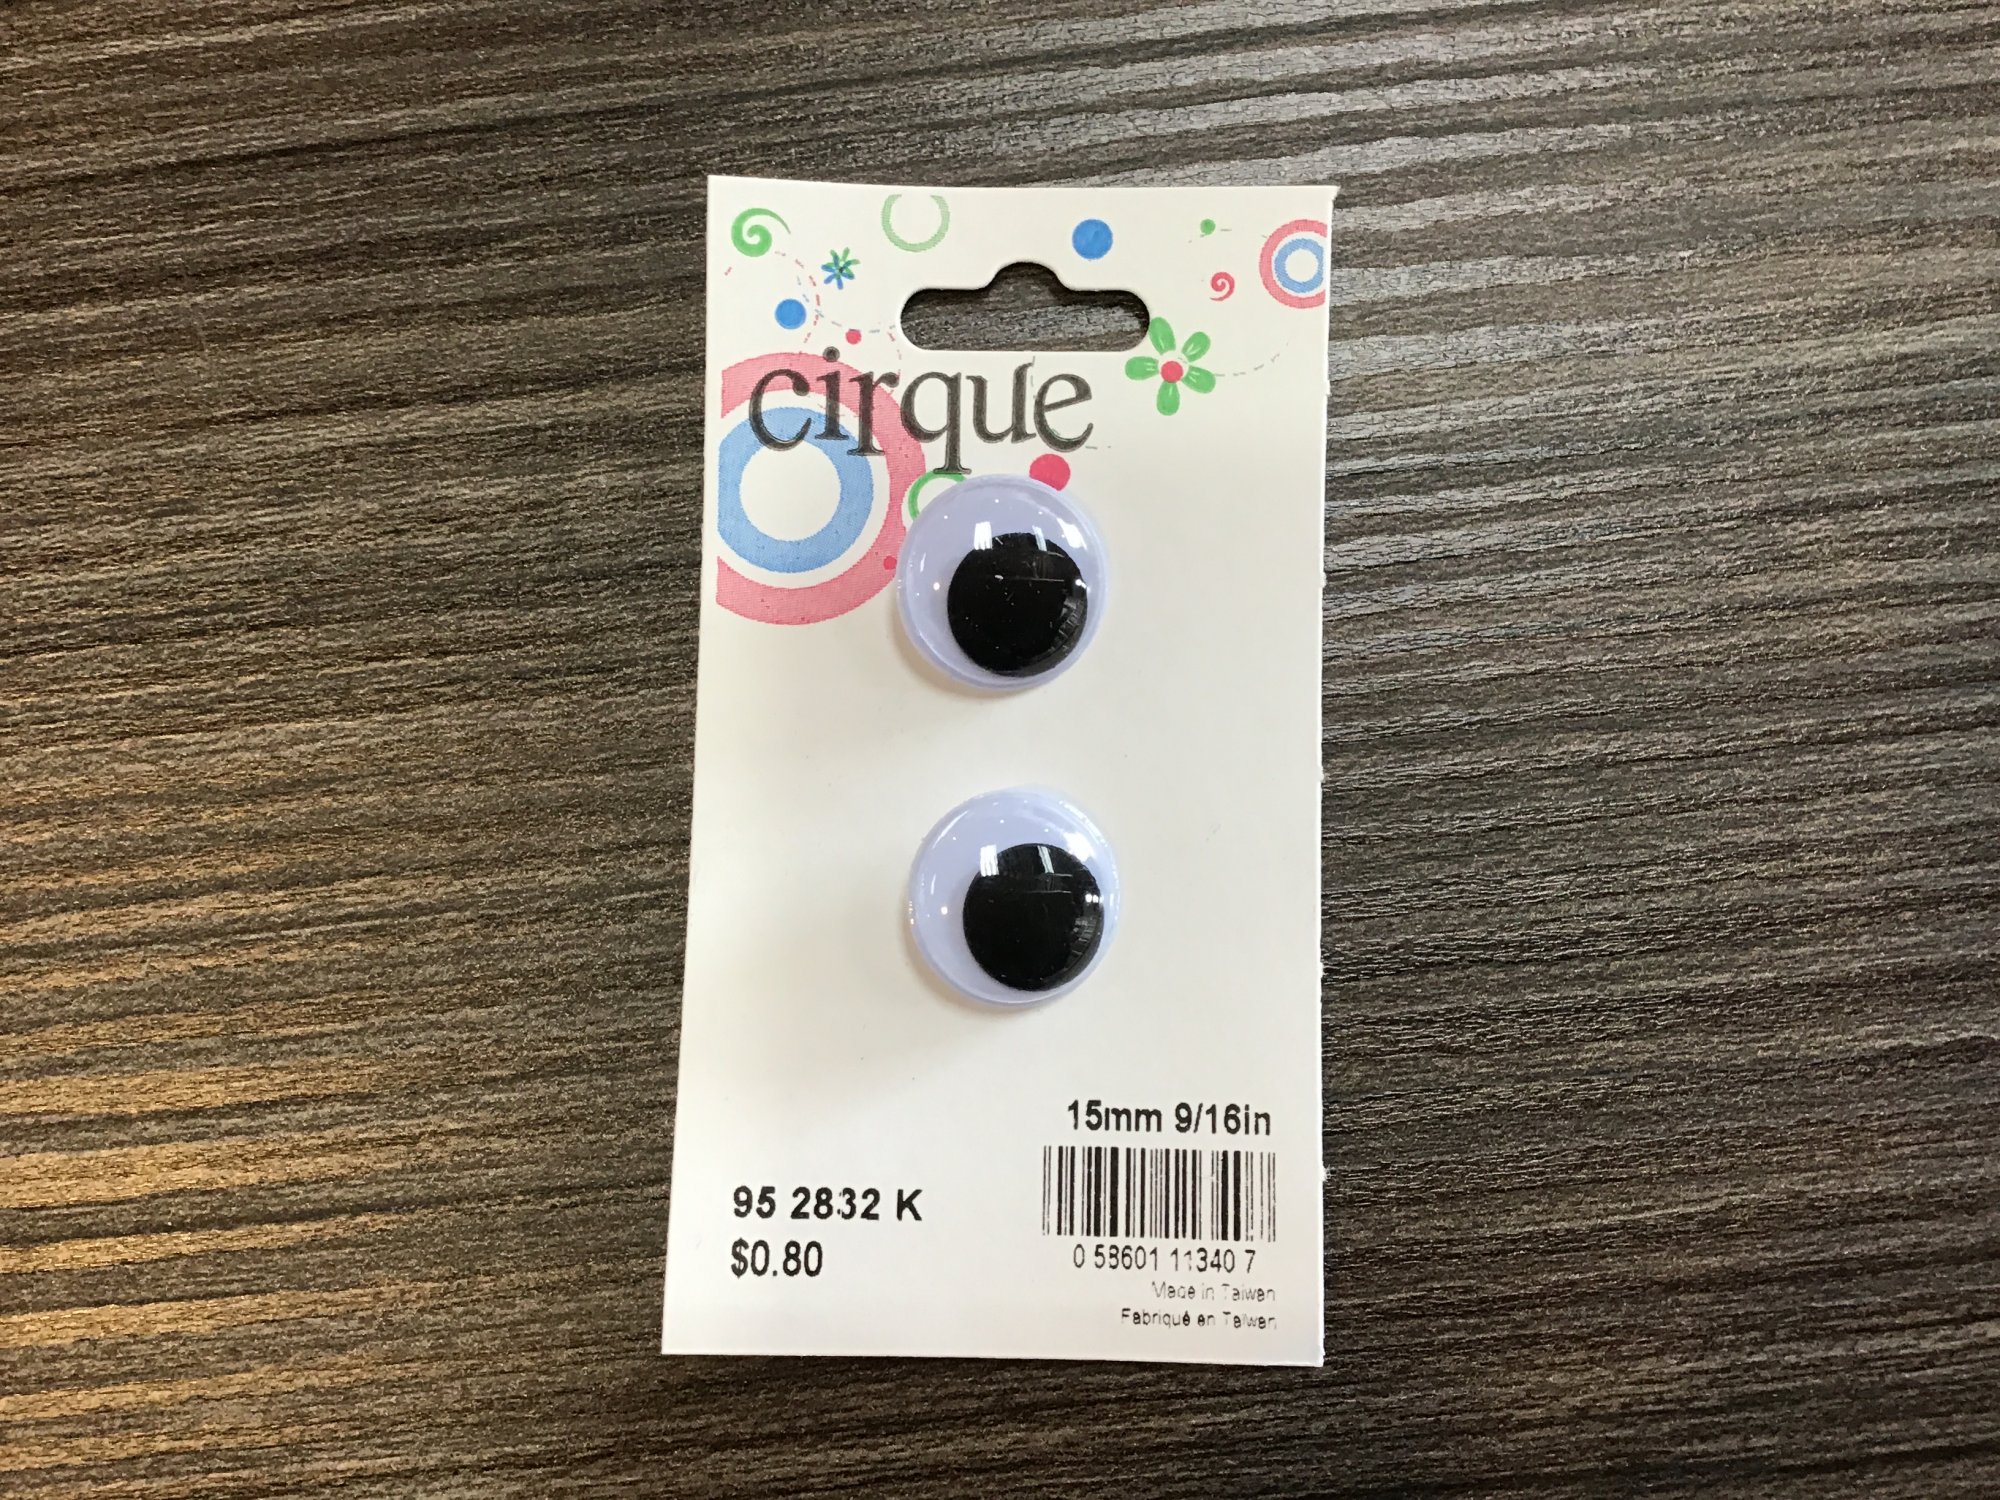 cirque
15mm 9/16in
95 2832 K
$0.80
0 58601 11340 7
Made in Taiwan
Fabriqué en Taiwan